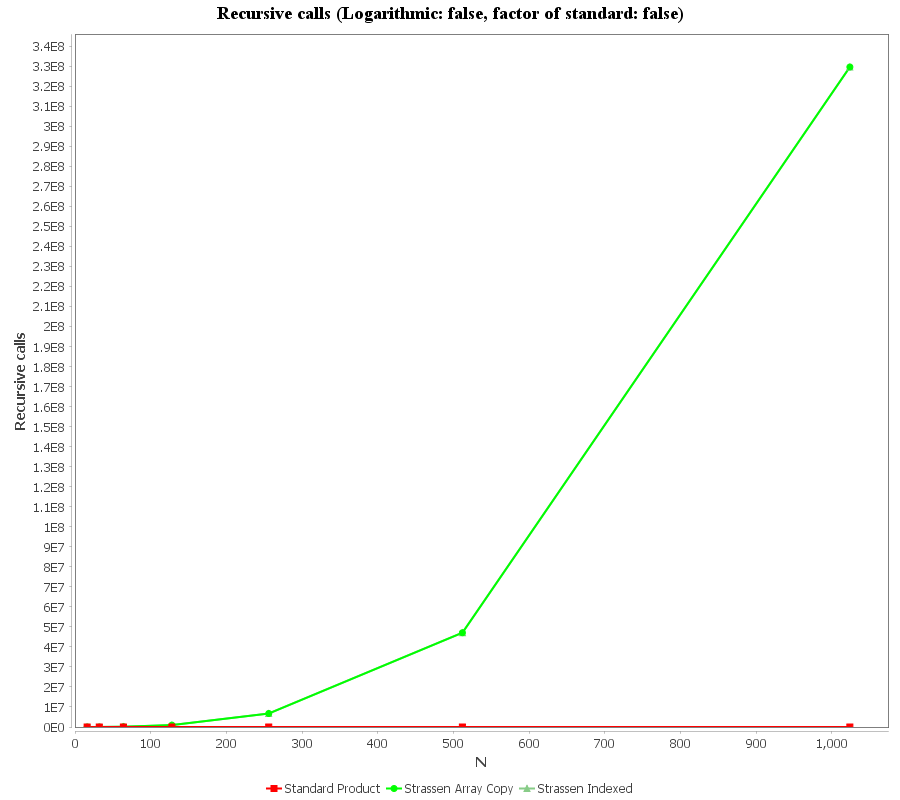 Recursive calls (Logarithmic: false, factor of standard: false)
3.4E8
3.3E8
3.2E8
3.1E8
3E8
2.9E8
2.8E8
2.7E8
2.6E8
2.5E8
2.4E8
2.3E8
2.2E8
2.1E8
2E8
1.9E8
1.8E8
1.7E8
1.6E8
1.5E8
1.4E8
1.3E8
1.2E8
1.1E8
1E8
9E7
8E7
7E7
6E7
5E7
4E7
3E7
2E7
1E7
0E0
Recursive calls
0 100 200 300 400 500 600 700 800 900 1,000
N
Standard Product Strassen Array Copy Strassen Indexed